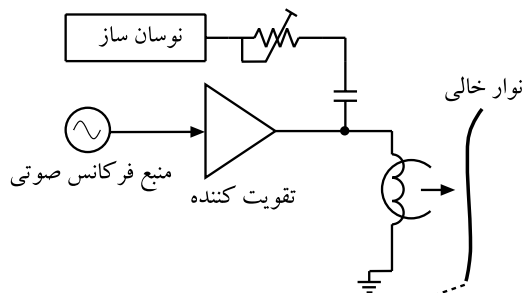 نوسان ساز
نوار خالی
منبع فرکانس صوتی
تقویت کننده